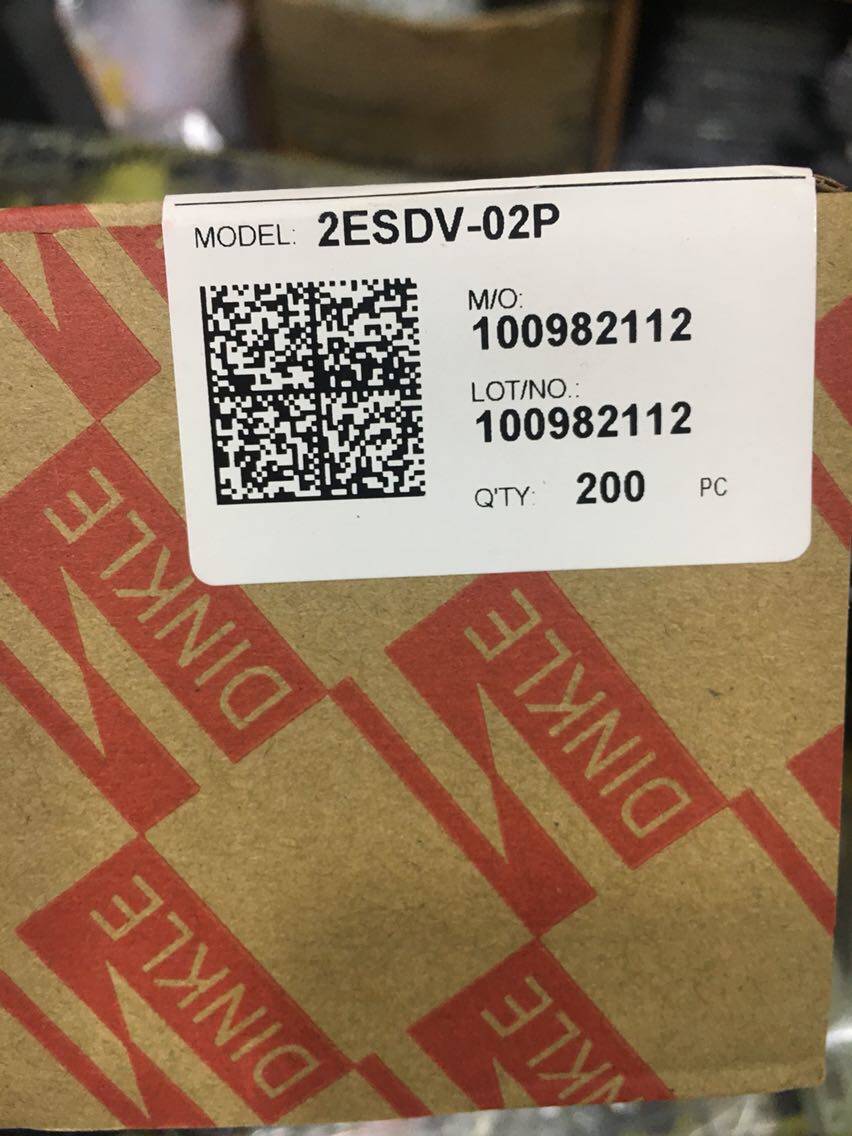 MODEL: 2ESDV-02P
M/O:
100982112
LOT/NO.:
100982112
Q'TY: 200 PC
DINKLE
DINKLE
DINKLE
DINKLE